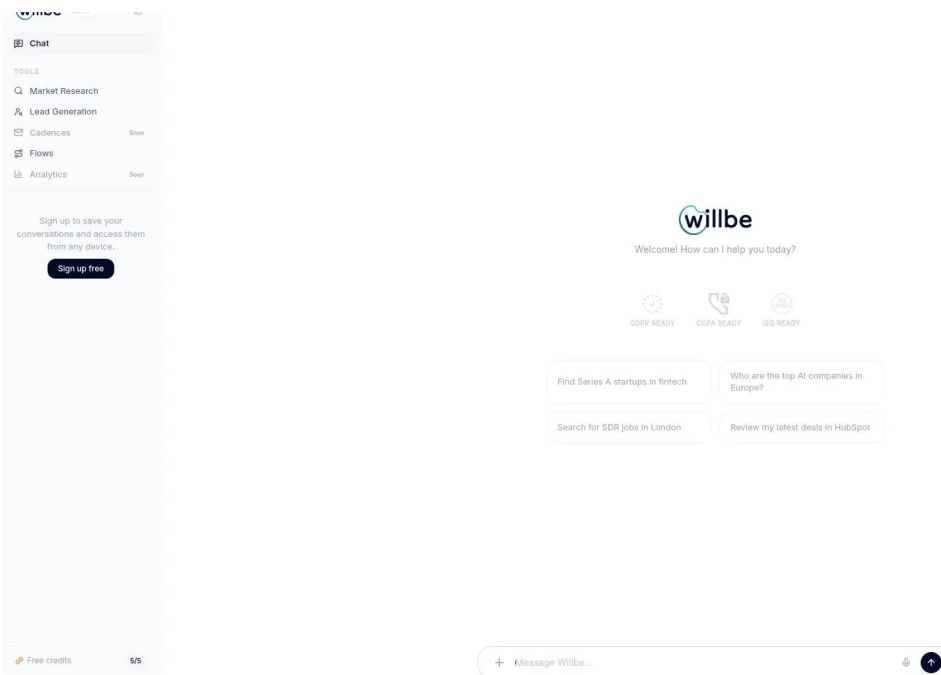 willbe
Chat
TOOLS
Market Research
Lead Generation
Cadences Soon
Flows
Analytics Soon
Sign up to save your
conversations and access them
from any device.
Sign up free
Free credits 5/5
willbe
Welcome! How can I help you today?
GDPR READY CCPA READY ISO READY
Find Series A startups in fintech
Who are the top AI companies in
Europe?
Search for SDR jobs in London
Review my latest deals in HubSpot
Message Willbe...